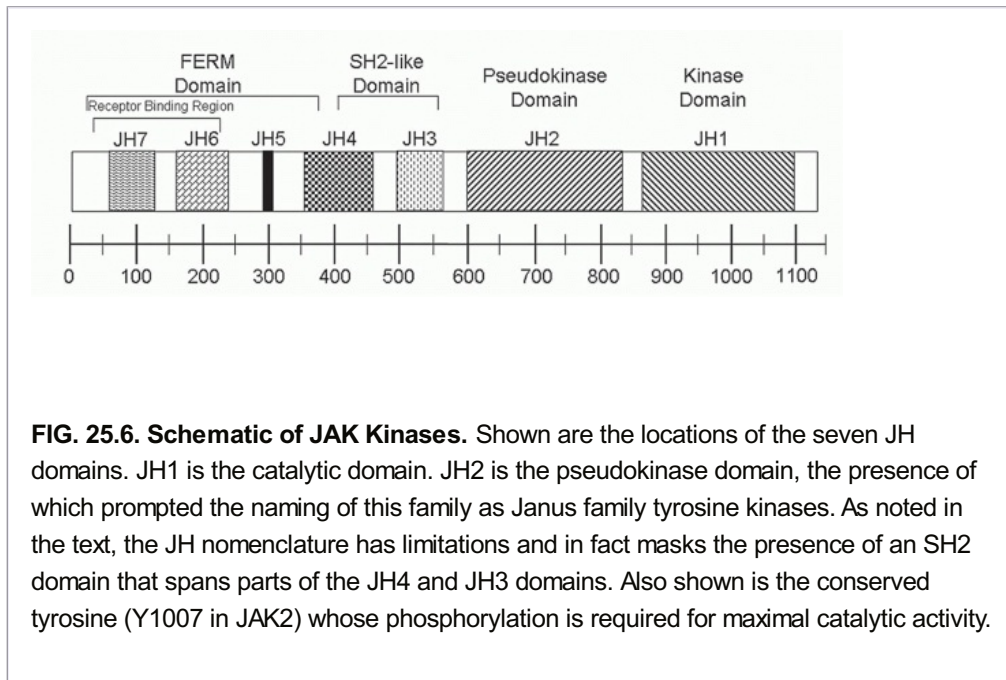 FERM
Domain
SH2-like
Domain
Pseudokinase
Domain
Kinase
Domain
Receptor Binding Region
JH7 JH6 JH5 JH4 JH3 JH2 JH1
0 100 200 300 400 500 600 700 800 900 1000 1100
FIG. 25.6. Schematic of JAK Kinases. Shown are the locations of the seven JH
domains. JH1 is the catalytic domain. JH2 is the pseudokinase domain, the presence of
which prompted the naming of this family as Janus family tyrosine kinases. As noted in
the text, the JH nomenclature has limitations and in fact masks the presence of an SH2
domain that spans parts of the JH4 and JH3 domains. Also shown is the conserved
tyrosine (Y1007 in JAK2) whose phosphorylation is required for maximal catalytic activity.